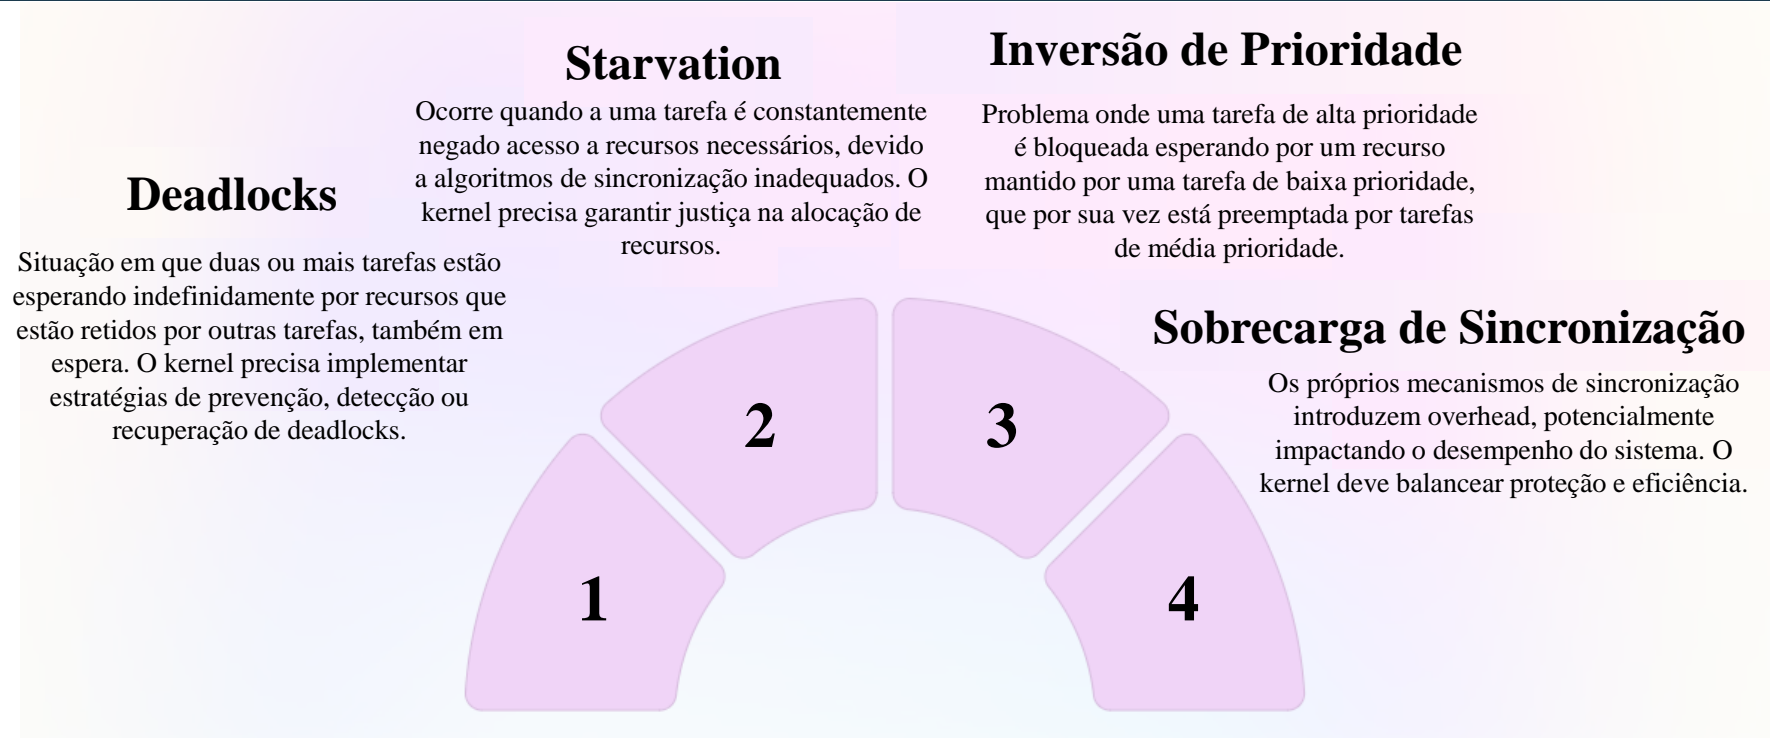 Deadlocks
Situação em que duas ou mais tarefas estão
esperando indefinidamente por recursos que
estão retidos por outras tarefas, também em
espera. O kernel precisa implementar
estratégias de prevenção, detecção ou
recuperação de deadlocks.
Starvation
Ocorre quando a uma tarefa é constantemente
negado acesso a recursos necessários, devido
a algoritmos de sincronização inadequados. O
kernel precisa garantir justiça na alocação de
recursos.
Inversão de Prioridade
Problema onde uma tarefa de alta prioridade
é bloqueada esperando por um recurso
mantido por uma tarefa de baixa prioridade,
que por sua vez está preemptada por tarefas
de média prioridade.
Sobrecarga de Sincronização
Os próprios mecanismos de sincronização
introduzem overhead, potencialmente
impactando o desempenho do sistema. O
kernel deve balancear proteção e eficiência.
1
2
3
4